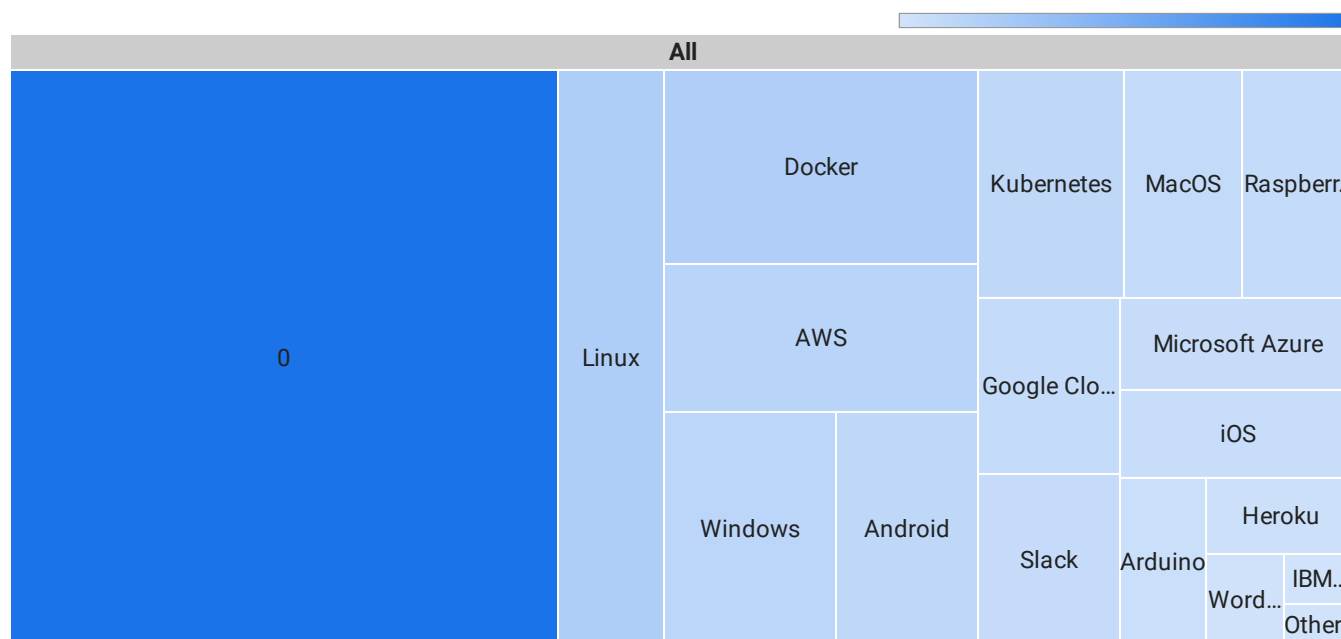 All
0
Linux
Docker
AWS
Windows
Android
Kubernetes
MacOS
Raspberr.
Google Clo...
Slack
Microsoft Azure
iOS
Arduino
Heroku
Word...
IBM..
Other